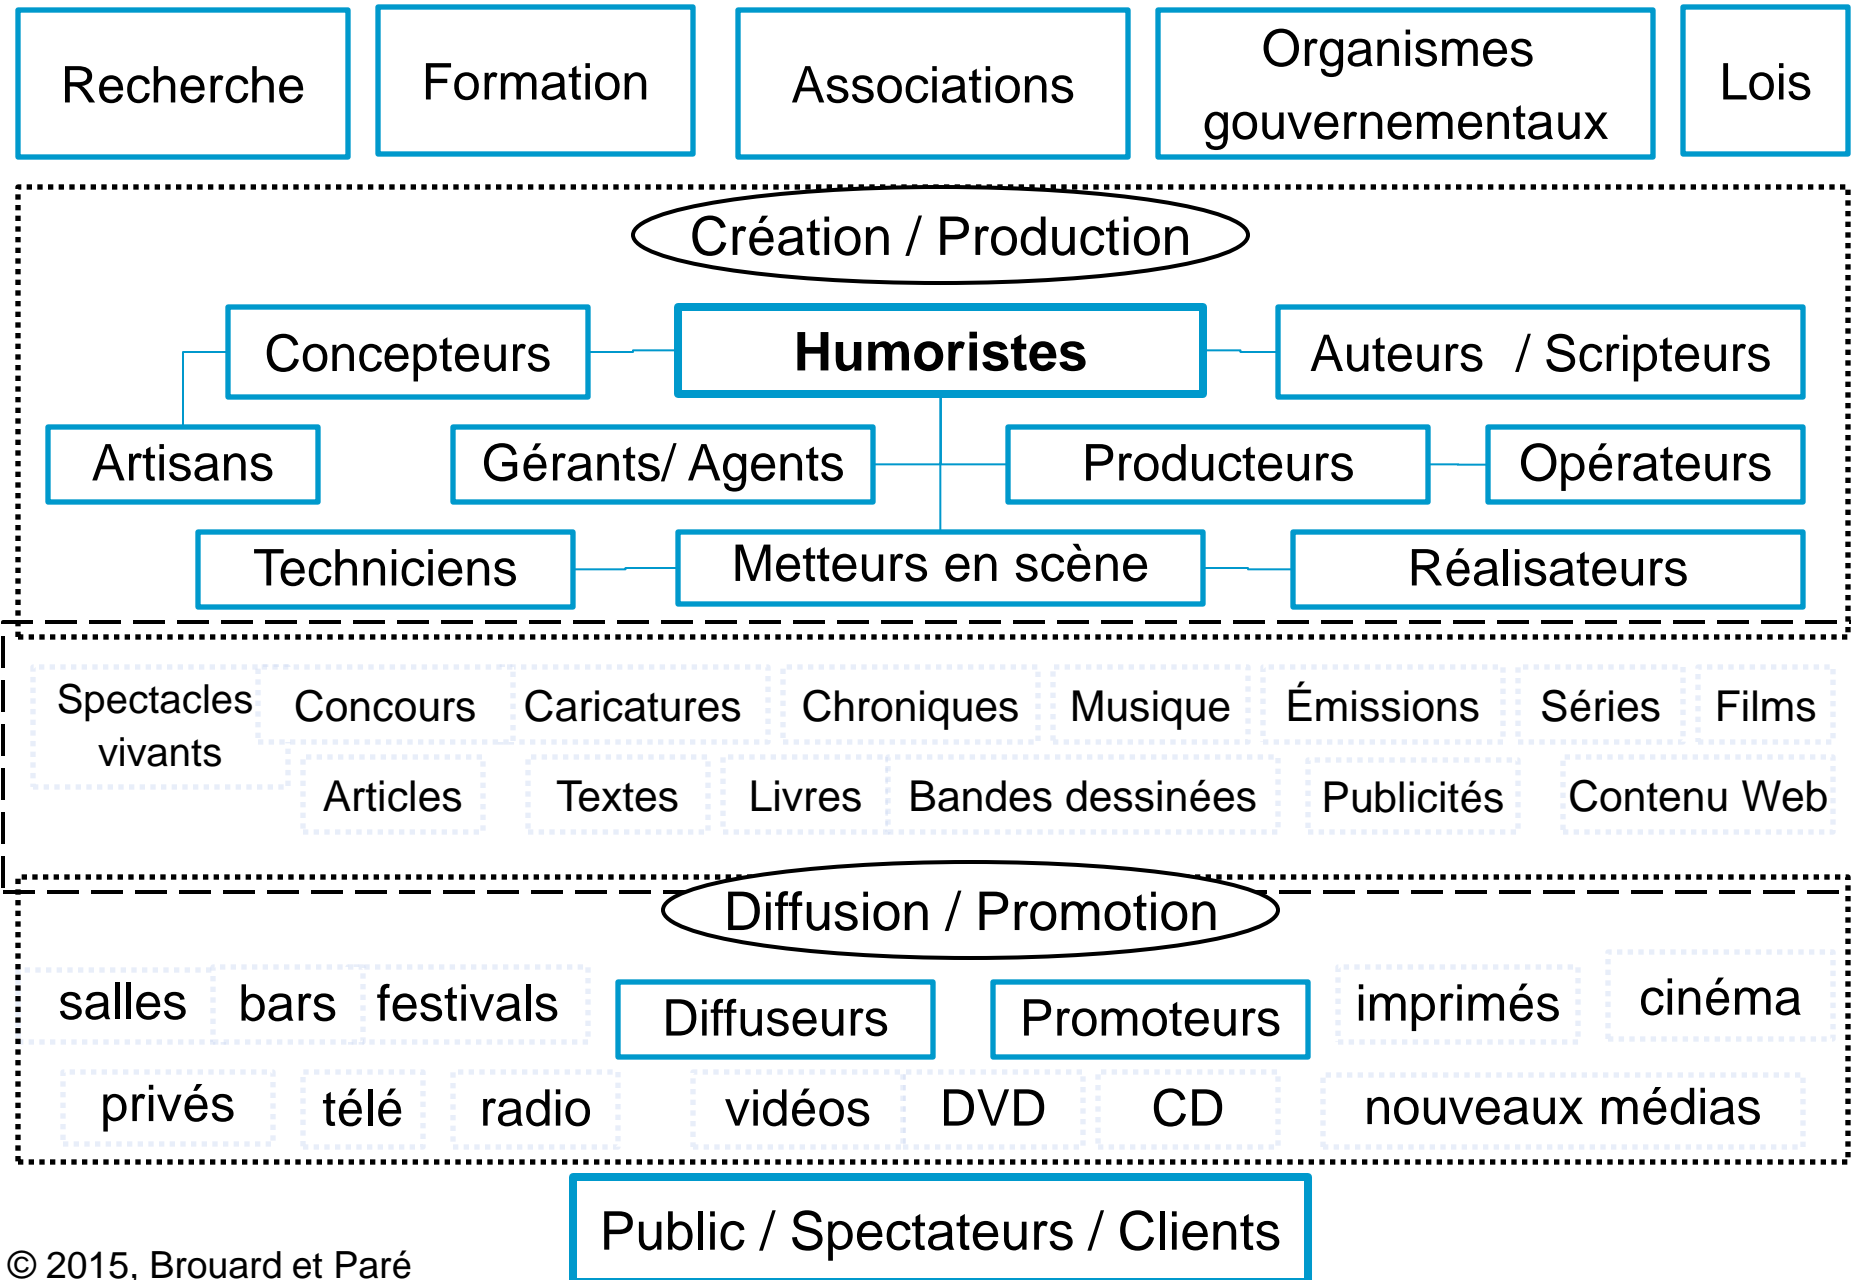 Recherche
Formation
Associations
Organismes
gouvernementaux
Lois
Création / Production
Concepteurs
Humoristes
Auteurs / Scripteurs
Artisans
Gérants/ Agents
Producteurs
Opérateurs
Techniciens
Metteurs en scène
Réalisateurs
Spectacles
vivants
Concours
Caricatures
Chroniques
Musique
Émissions
Séries
Films
Articles
Textes
Livres
Bandes dessinées
Publicités
Contenu Web
Diffusion / Promotion
salles
bars
festivals
Diffuseurs
Promoteurs
imprimés
cinéma
privés
télé
radio
vidéos
DVD
CD
nouveaux médias
Public / Spectateurs / Clients
© 2015, Brouard et Paré